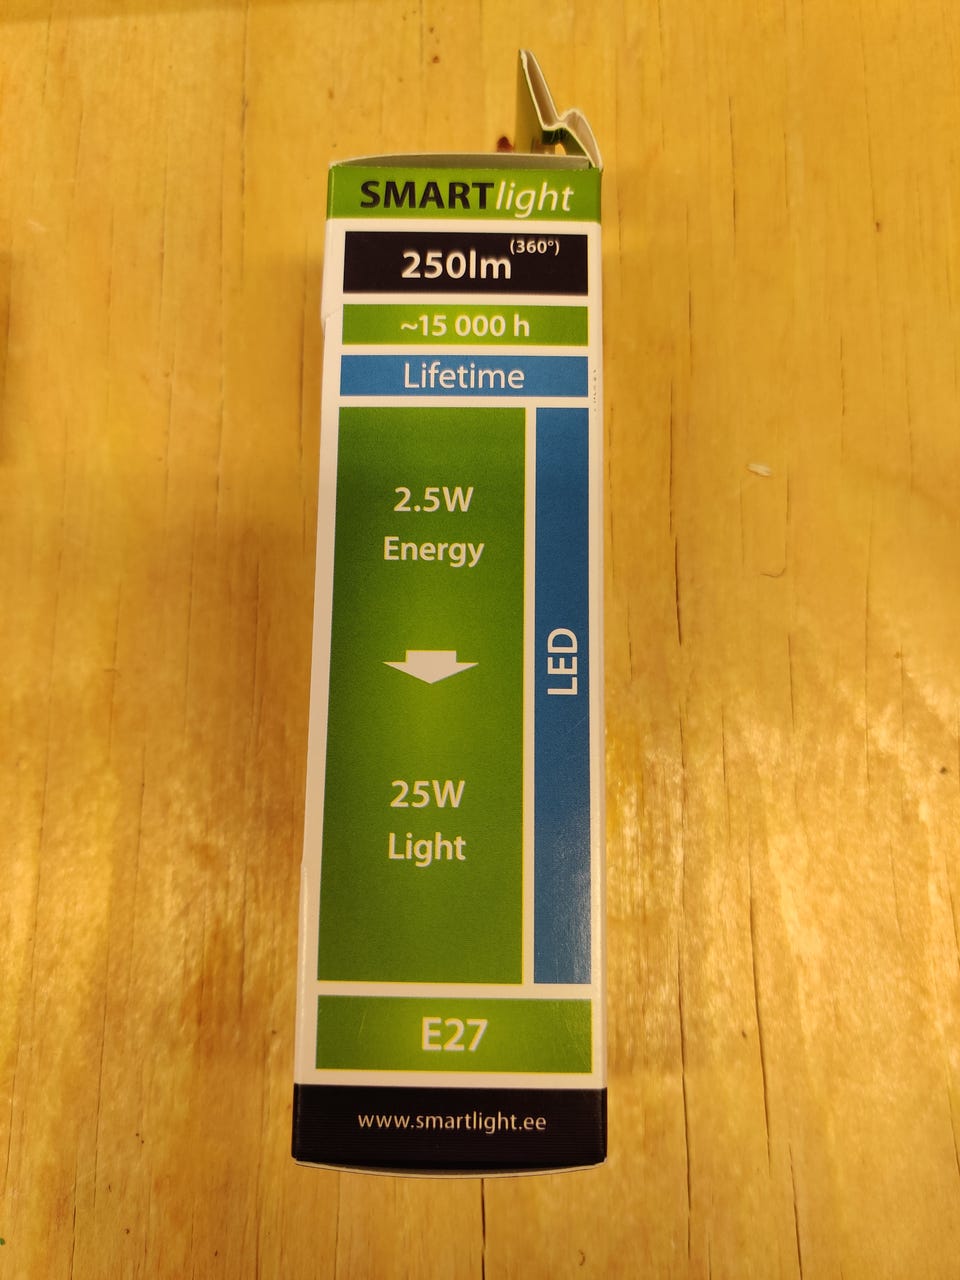 SMARTlight
250lm (360°)
~15 000 h
Lifetime
2.5W
Energy
LED
25W
Light
E27
www.smartlight.ee